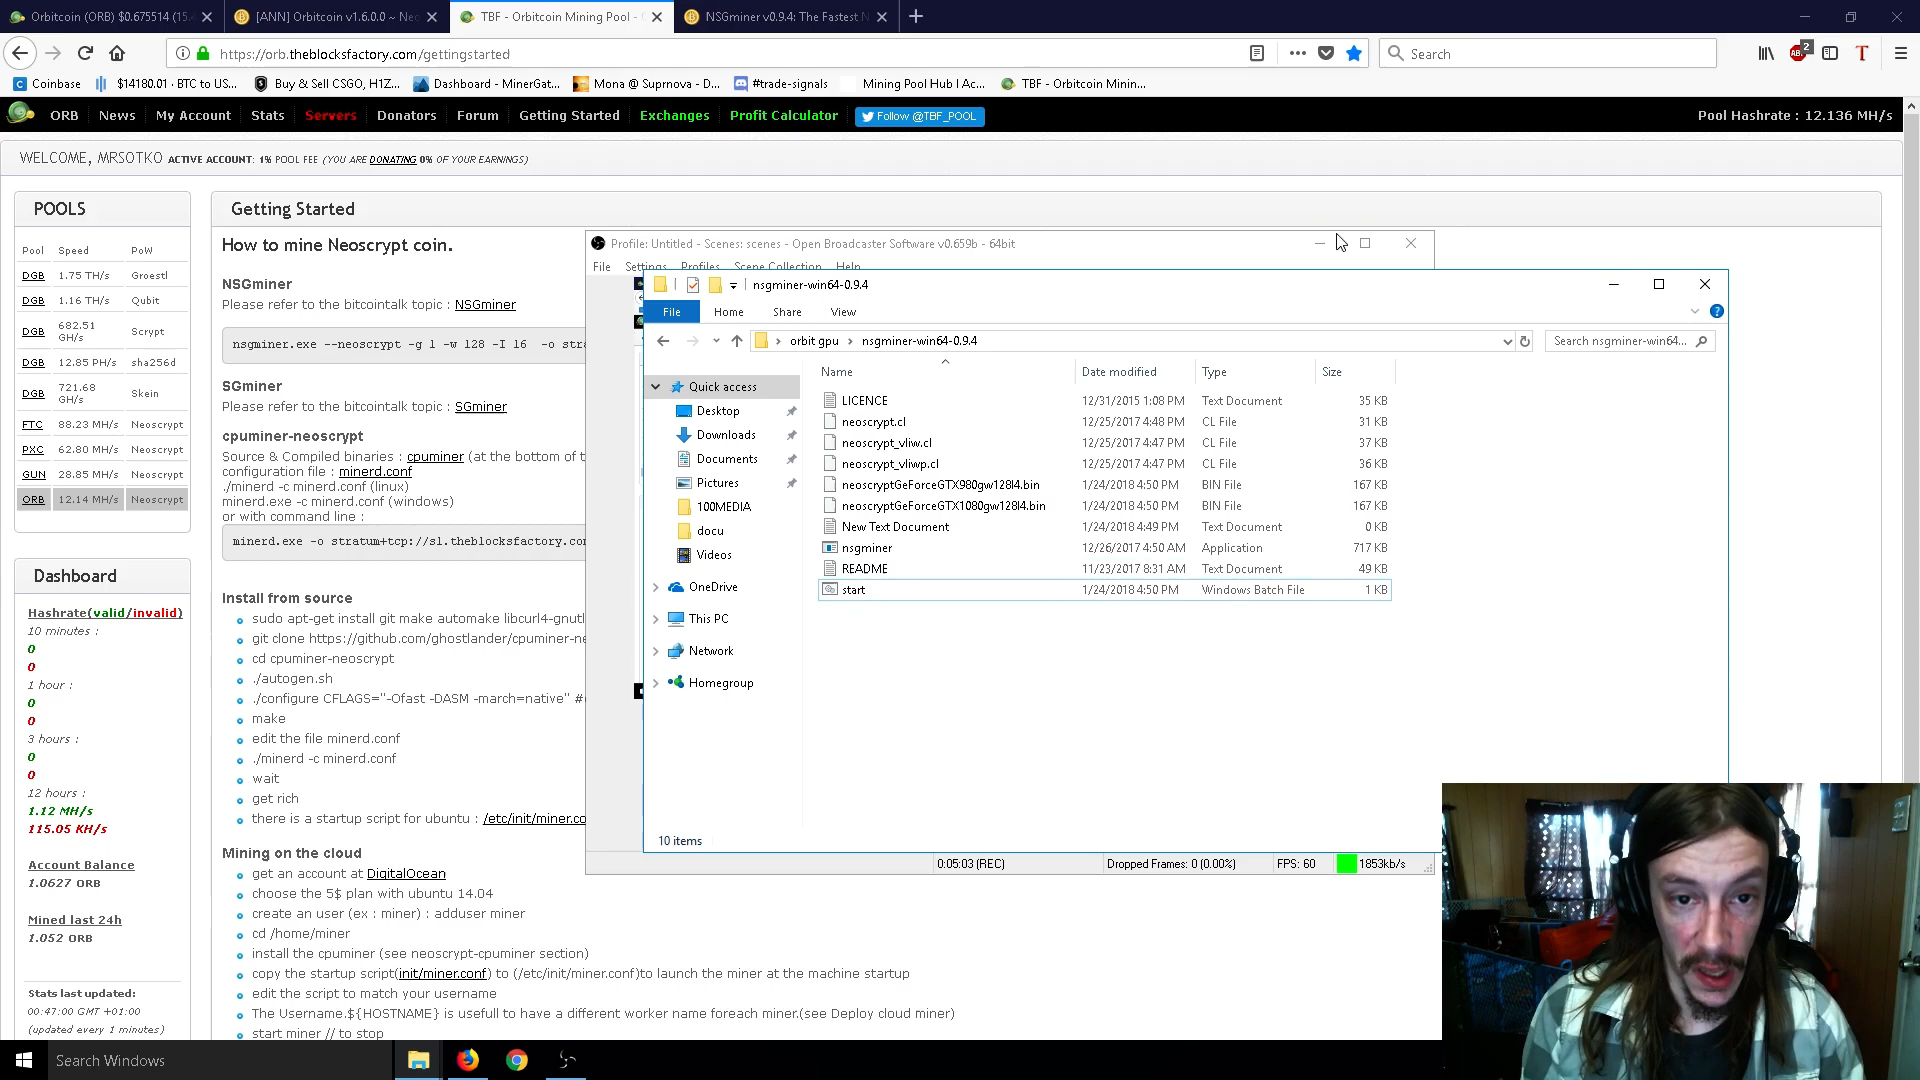 Orbitcoin (ORB) $0.675514 (15.
[ANN] Orbitcoin v1.6.0.0 ~ Neo
TBF - Orbitcoin Mining Pool -
NSGminer v0.9.4: The Fastest N
https://orb.theblocksfactory.com/gettingstarted
Search
2
Coinbase
$14180.01 · BTC to US...
Buy & Sell CSGO, H1Z...
Dashboard - MinerGat...
Mona @ Suprnova - D...
#trade-signals
Mining Pool Hub | Ac...
TBF - Orbitcoin Minin...
ORB News My Account Stats Servers Donators Forum Getting Started Exchanges Profit Calculator
Follow @TBF_POOL
Pool Hashrate : 12.136 MH/s
WELCOME, MRSOTKO ACTIVE ACCOUNT: 1% POOL FEE (YOU ARE DONATING 0% OF YOUR EARNINGS)
POOLS
Pool Speed PoW
DGB 1.75 TH/s Groestl
DGB 1.16 TH/s Qubit
DGB 682.51 GH/s Scrypt
DGB 12.85 PH/s sha256d
DGB 721.68 GH/s Skein
FTC 88.23 MH/s Neoscrypt
PXC 62.80 MH/s Neoscrypt
GUN 28.85 MH/s Neoscrypt
ORB 12.14 MH/s Neoscrypt
Dashboard
Hashrate(valid/invalid)
10 minutes :
0
0
1 hour :
0
0
3 hours :
0
0
12 hours :
1.12 MH/s
115.05 KH/s
Account Balance
1.0627 ORB
Mined last 24h
1.052 ORB
Stats last updated:
00:47:00 GMT +01:00
(updated every 1 minutes)
Getting Started
How to mine Neoscrypt coin.
NSGminer
Please refer to the bitcointalk topic : NSGminer
nsgminer.exe --neoscrypt -g 1 -w 128 -I 16 -o stra
SGminer
Please refer to the bitcointalk topic : SGminer
cpuminer-neoscrypt
Source & Compiled binaries : cpuminer (at the bottom of t
configuration file : minerd.conf
./minerd -c minerd.conf (linux)
minerd.exe -c minerd.conf (windows)
or with command line :
minerd.exe -o stratum+tcp://sl.theblocksfactory.com
Install from source
sudo apt-get install git make automake libcurl4-gnutl
git clone https://github.com/ghostlander/cpuminer-ne
cd cpuminer-neoscrypt
./autogen.sh
./configure CFLAGS="-Ofast -DASM -march=native" #
make
edit the file minerd.conf
./minerd -c minerd.conf
wait
get rich
there is a startup script for ubuntu : /etc/init/miner.co
Mining on the cloud
get an account at DigitalOcean
choose the 5$ plan with ubuntu 14.04
create an user (ex : miner) : adduser miner
cd /home/miner
install the cpuminer (see neoscrypt-cpuminer section)
copy the startup script(init/miner.conf) to (/etc/init/miner.conf)to launch the miner at the machine startup
edit the script to match your username
The Username.${HOSTNAME} is usefull to have a different worker name foreach miner.(see Deploy cloud miner)
start miner // to stop
Profile: Untitled - Scenes: scenes - Open Broadcaster Software v0.659b - 64bit
File Settings Profiles Scene Collection Help
nsgminer-win64-0.9.4
File Home Share View
orbit gpu > nsgminer-win64-0.9.4
Search nsgminer-win64...
Quick access
Desktop
Downloads
Documents
Pictures
100MEDIA
docu
Videos
OneDrive
This PC
Network
Homegroup
Name Date modified Type Size
LICENCE 12/31/2015 1:08 PM Text Document 35 KB
neoscrypt.cl 12/25/2017 4:48 PM CL File 31 KB
neoscrypt_vliw.cl 12/25/2017 4:47 PM CL File 37 KB
neoscrypt_vliwp.cl 12/25/2017 4:47 PM CL File 36 KB
neoscryptGeForceGTX980gw128l4.bin 1/24/2018 4:50 PM BIN File 167 KB
neoscryptGeForceGTX1080gw128l4.bin 1/24/2018 4:50 PM BIN File 167 KB
New Text Document 1/24/2018 4:49 PM Text Document 0 KB
nsgminer 12/26/2017 4:50 AM Application 717 KB
README 11/23/2017 8:31 AM Text Document 49 KB
start 1/24/2018 4:50 PM Windows Batch File 1 KB
10 items
0:05:03 (REC) Dropped Frames: 0 (0.00%) FPS: 60 1853kb/s
Search Windows